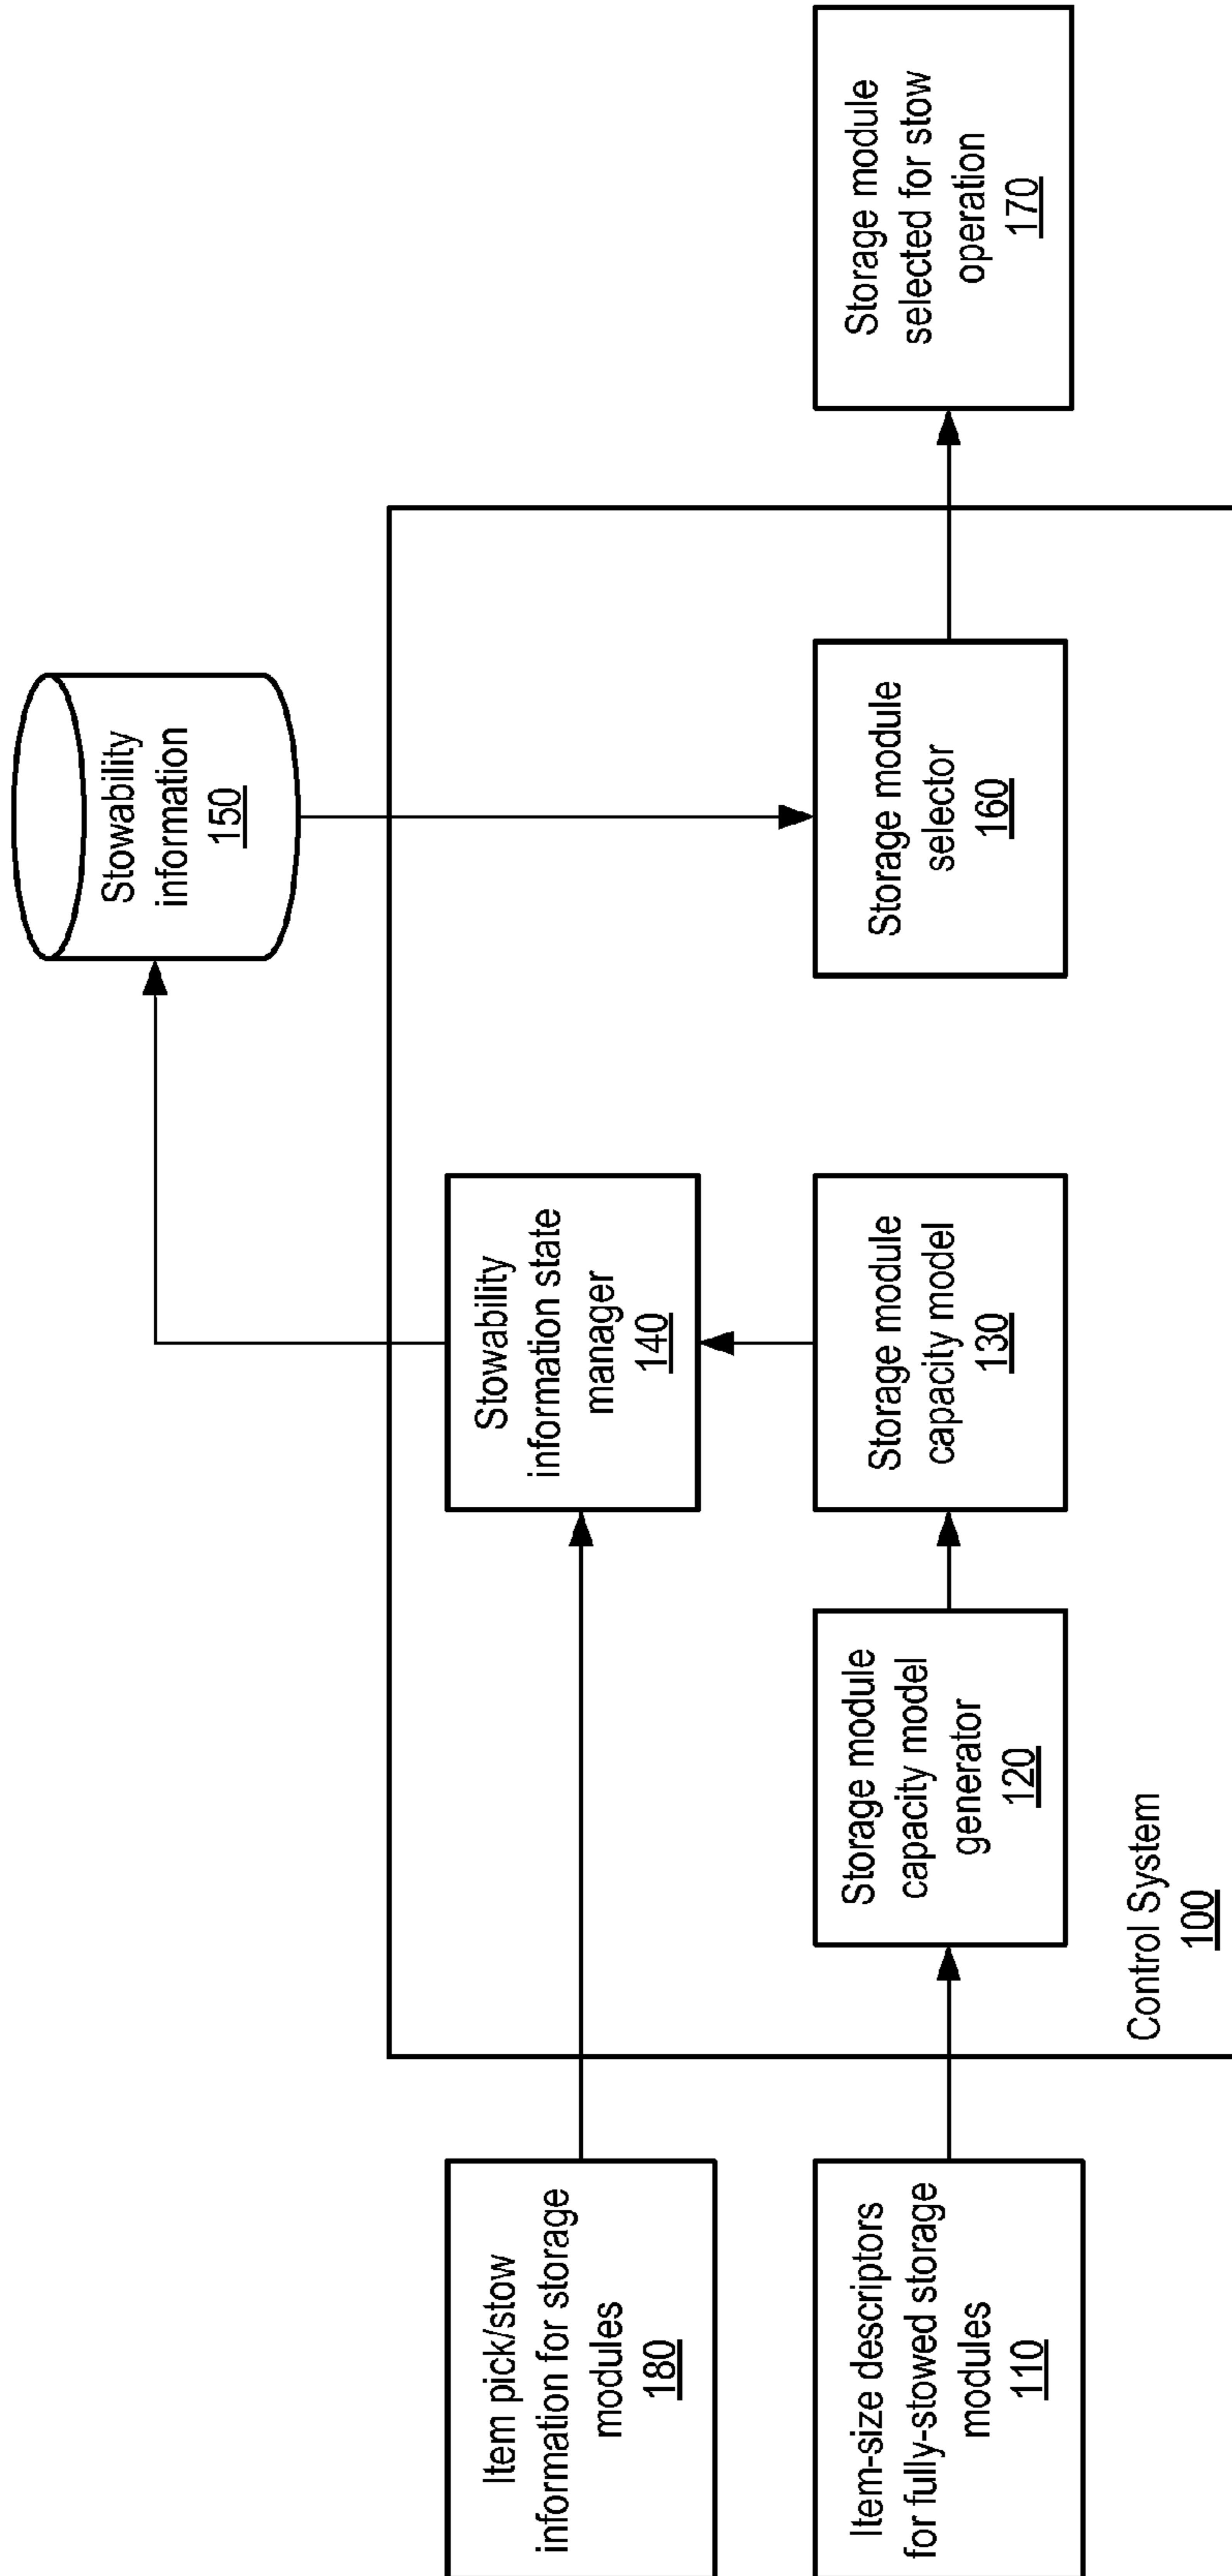 Stowability
information
150
Item pick/stow
information for storage
modules
180
Stowability
information state
manager
140
Item-size descriptors
for fully-stowed storage
modules
110
Storage module
capacity model
generator
120
Storage module
capacity model
130
Storage module
selector
160
Storage module
selected for stow
operation
170
Control System
100